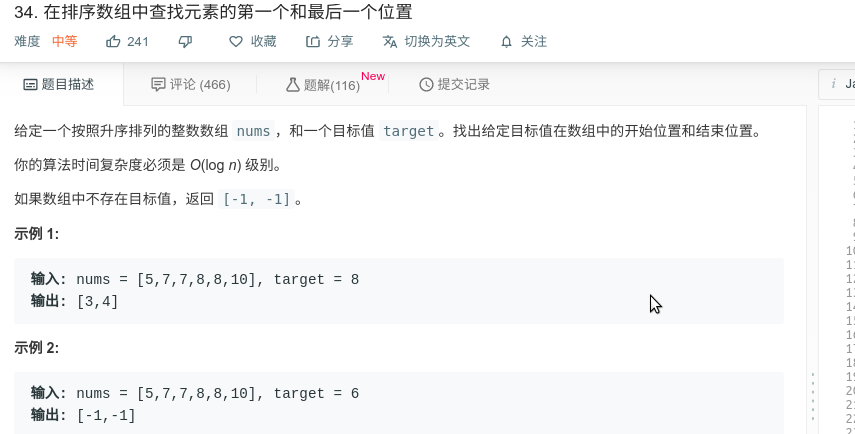 34. 在排序数组中查找元素的第一个和最后一个位置
难度 中等 241 收藏 分享 切换为英文 关注
题目描述 评论 (466) 题解(116) New 提交记录 i Ja
给定一个按照升序排列的整数数组 nums ，和一个目标值 target 。找出给定目标值在数组中的开始位置和结束位置。
你的算法时间复杂度必须是 O(log n) 级别。
如果数组中不存在目标值，返回 [-1, -1] 。
示例 1:
输入: nums = [5,7,7,8,8,10], target = 8
输出: [3,4]
示例 2:
输入: nums = [5,7,7,8,8,10], target = 6
输出: [-1,-1]